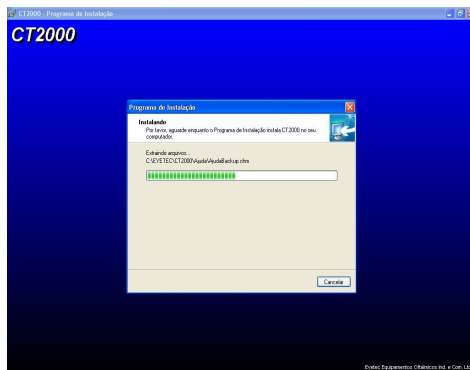 CT2000 - Programa de Instalação
CT2000
Programa de Instalação
Instalando
Por favor, aguarde enquanto o Programa de Instalação instala CT2000 no seu
computador.
Extraindo arquivos...
C:\EYETEC\CT2000\Ajuda\AjudaBackup.chm
Cancelar
Eyetec Equipamentos Oftálmicos Ind. e Com. Ltda